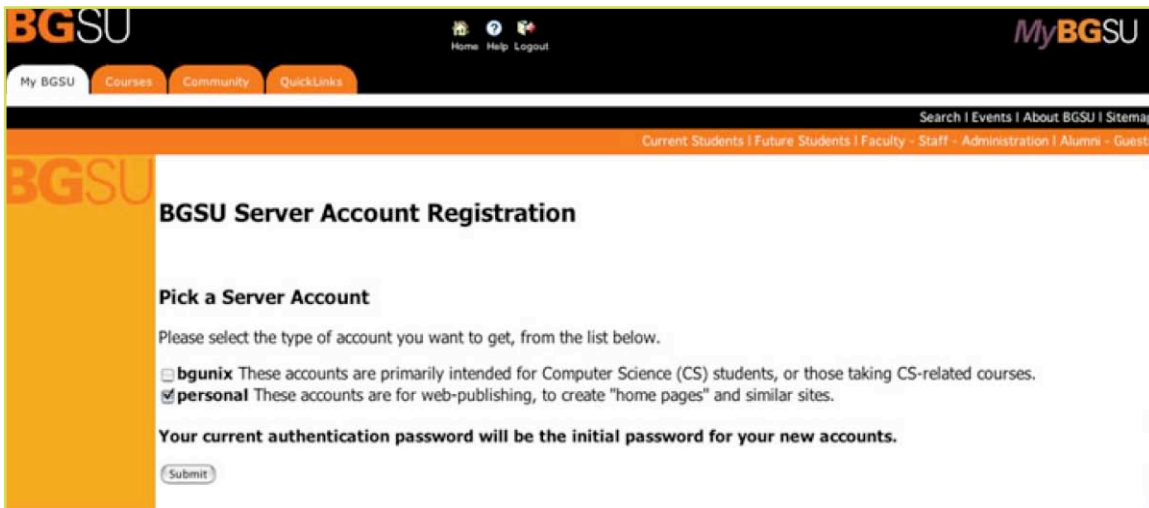 BGSU
Home Help Logout
MyBGSU
My BGSU Courses Community QuickLinks
Search | Events | About BGSU | Sitemap
Current Students | Future Students | Faculty - Staff - Administration | Alumni - Guest
BGSU
BGSU Server Account Registration
Pick a Server Account
Please select the type of account you want to get, from the list below.
bgunix These accounts are primarily intended for Computer Science (CS) students, or those taking CS-related courses.
personal These accounts are for web-publishing, to create "home pages" and similar sites.
Your current authentication password will be the initial password for your new accounts.
Submit